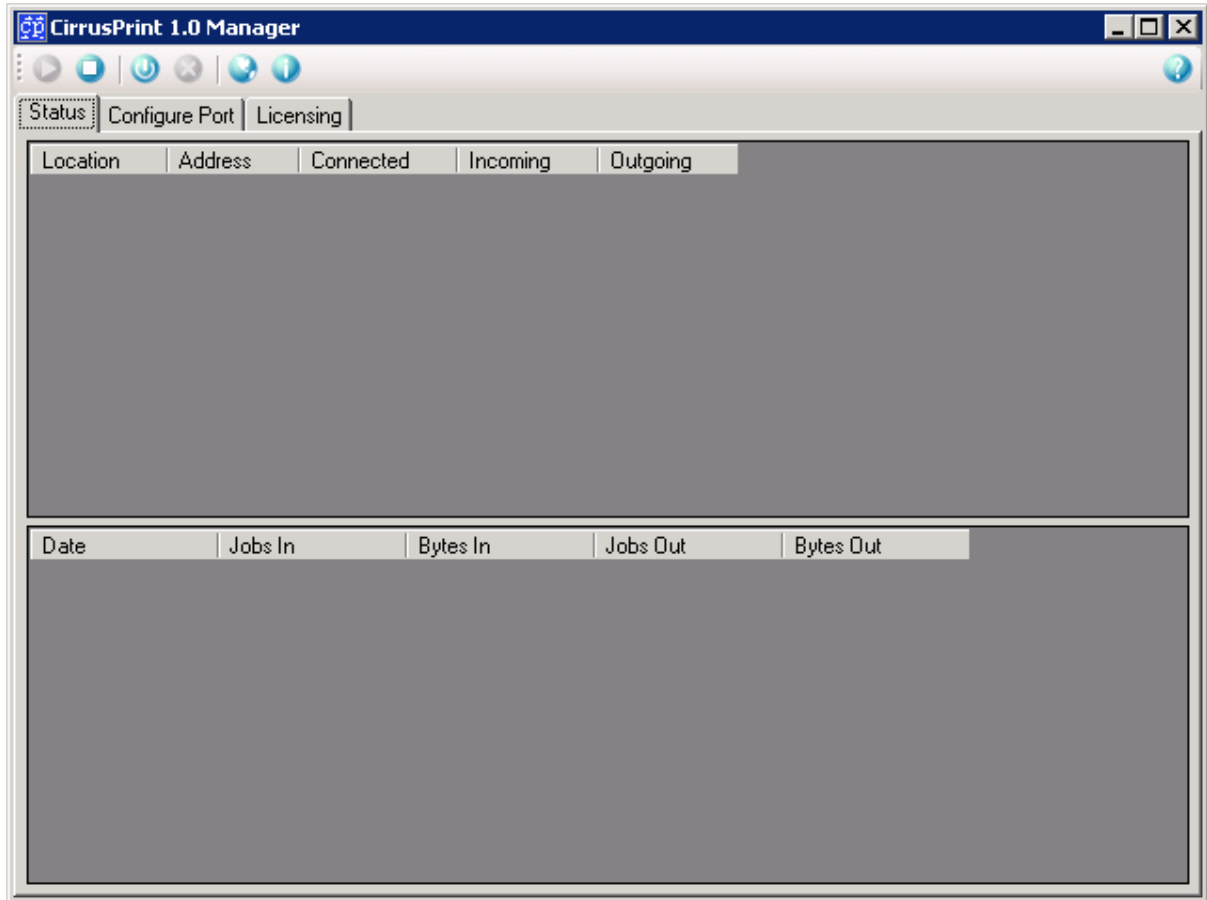 cp CirrusPrint 1.0 Manager
Status Configure Port Licensing
Location Address Connected Incoming Outgoing
Date Jobs In Bytes In Jobs Out Bytes Out